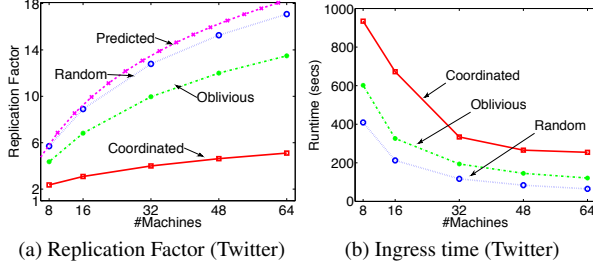 18
14
10
6
2
1
Replication Factor
Predicted
Random
Oblivious
Coordinated
8 16 32 48 64
#Machines
(a) Replication Factor (Twitter)
1000
800
600
400
200
0
Runtime (secs)
Coordinated
Oblivious
Random
8 16 32 48 64
#Machines
(b) Ingress time (Twitter)